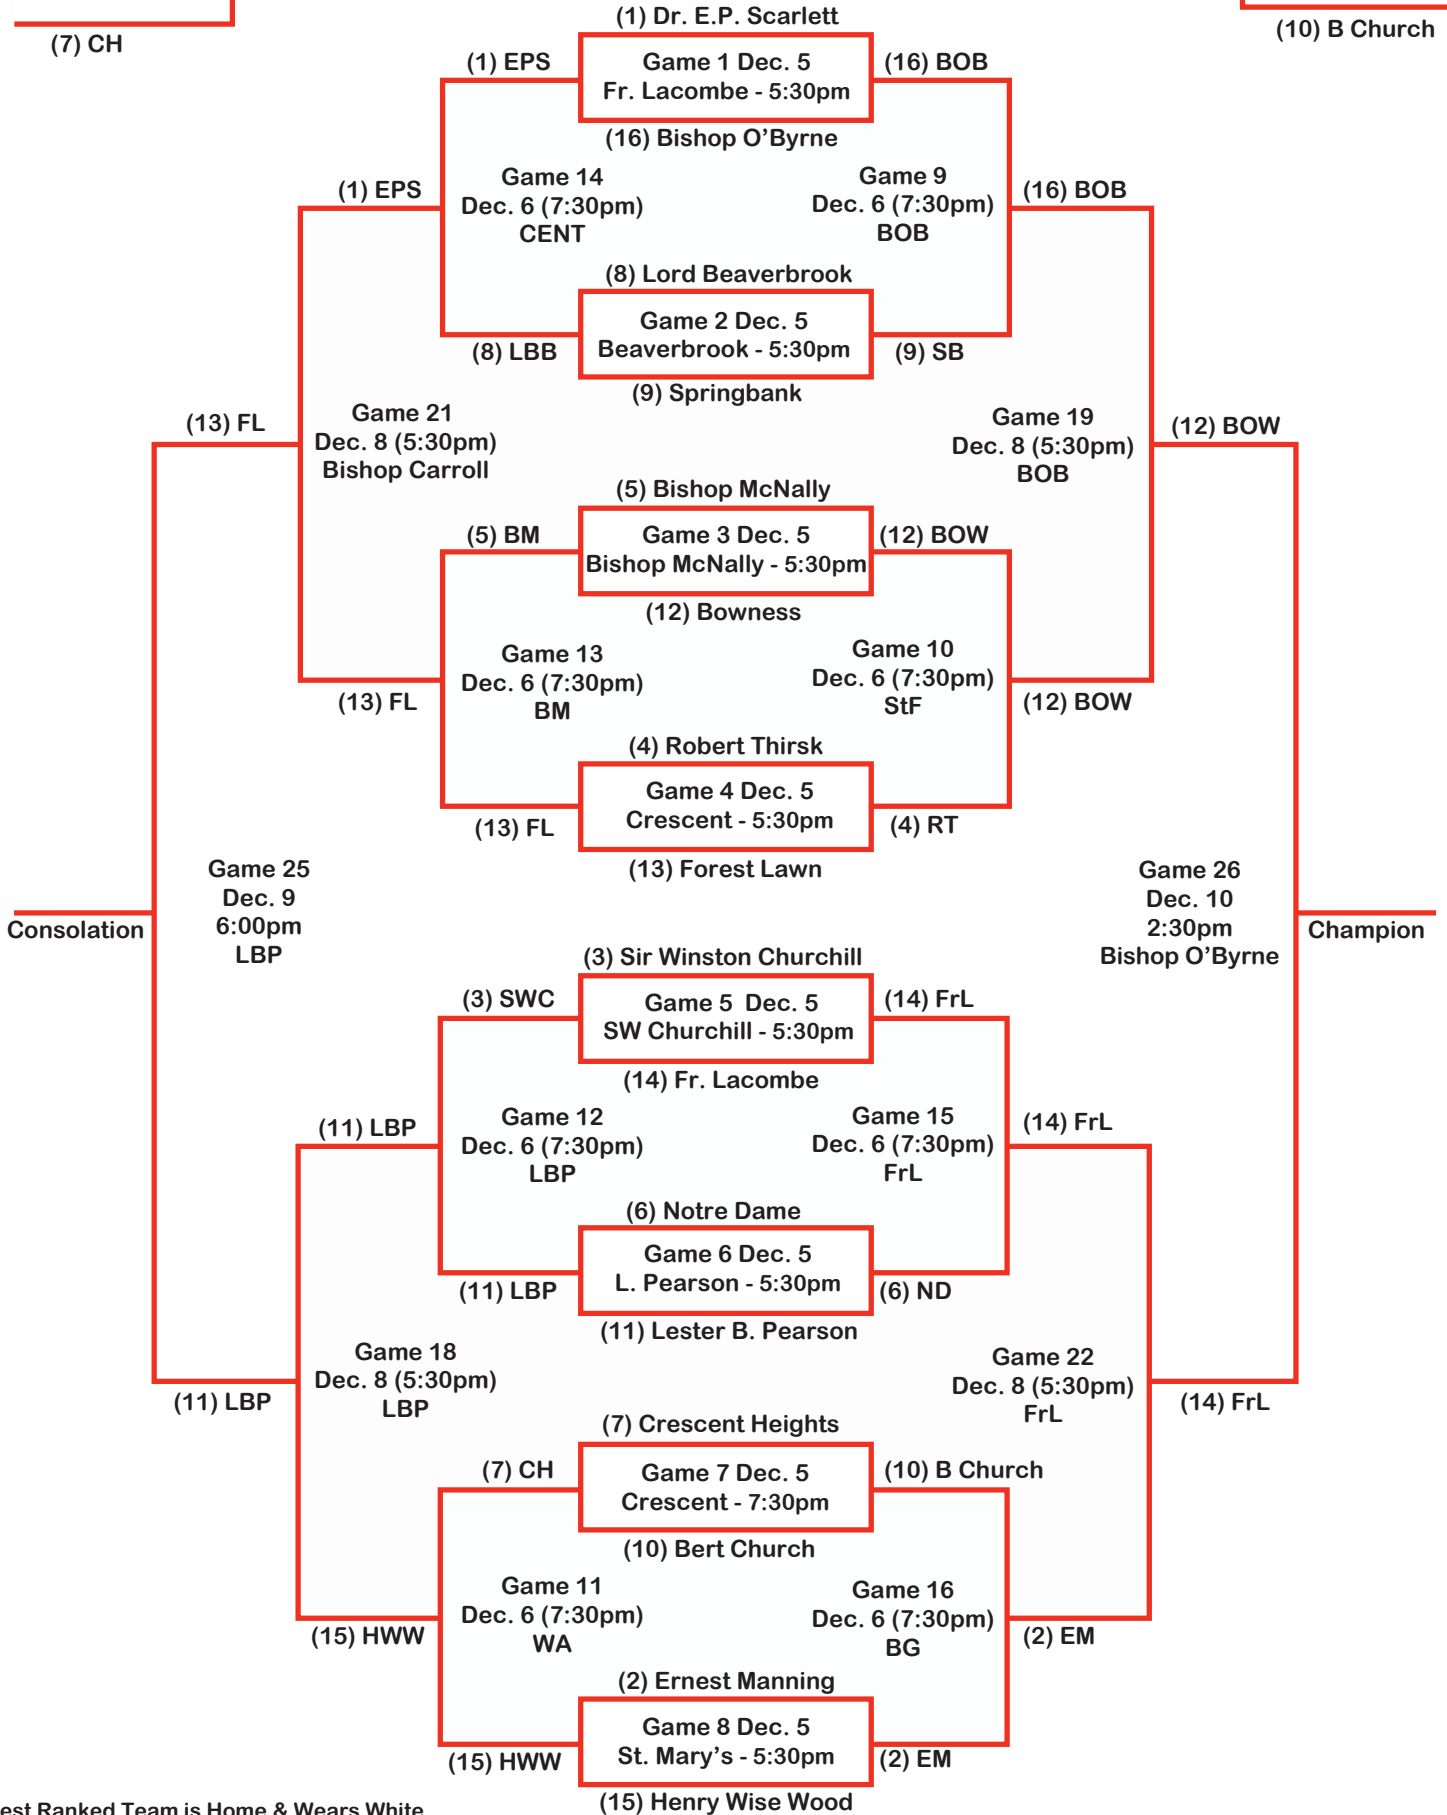 (7) CH
(10) B Church
(1) Dr. E.P. Scarlett
(1) EPS
Game 1 Dec. 5
Fr. Lacombe - 5:30pm
(16) BOB
(16) Bishop O'Byrne
(1) EPS
Game 14
Dec. 6 (7:30pm)
CENT
Game 9
Dec. 6 (7:30pm)
BOB
(16) BOB
(8) Lord Beaverbrook
(8) LBB
Game 2 Dec. 5
Beaverbrook - 5:30pm
(9) SB
(9) Springbank
(13) FL
Game 21
Dec. 8 (5:30pm)
Bishop Carroll
Game 19
Dec. 8 (5:30pm)
BOB
(12) BOW
(5) Bishop McNally
(5) BM
Game 3 Dec. 5
Bishop McNally - 5:30pm
(12) BOW
(12) Bowness
(13) FL
Game 13
Dec. 6 (7:30pm)
BM
Game 10
Dec. 6 (7:30pm)
StF
(12) BOW
(4) Robert Thirsk
(13) FL
Game 4 Dec. 5
Crescent - 5:30pm
(4) RT
(13) Forest Lawn
Game 25
Dec. 9
6:00pm
LBP
Consolation
Game 26
Dec. 10
2:30pm
Bishop O'Byrne
Champion
(3) Sir Winston Churchill
(3) SWC
Game 5 Dec. 5
SW Churchill - 5:30pm
(14) FrL
(14) Fr. Lacombe
(11) LBP
Game 12
Dec. 6 (7:30pm)
LBP
Game 15
Dec. 6 (7:30pm)
FrL
(14) FrL
(6) Notre Dame
(11) LBP
Game 6 Dec. 5
L. Pearson - 5:30pm
(6) ND
(11) Lester B. Pearson
(11) LBP
Game 18
Dec. 8 (5:30pm)
LBP
Game 22
Dec. 8 (5:30pm)
FrL
(14) FrL
(7) Crescent Heights
(7) CH
Game 7 Dec. 5
Crescent - 7:30pm
(10) B Church
(10) Bert Church
(15) HWW
Game 11
Dec. 6 (7:30pm)
WA
Game 16
Dec. 6 (7:30pm)
BG
(2) EM
(2) Ernest Manning
(15) HWW
Game 8 Dec. 5
St. Mary's - 5:30pm
(2) EM
(15) Henry Wise Wood
Ranked Team is Home & Wears White